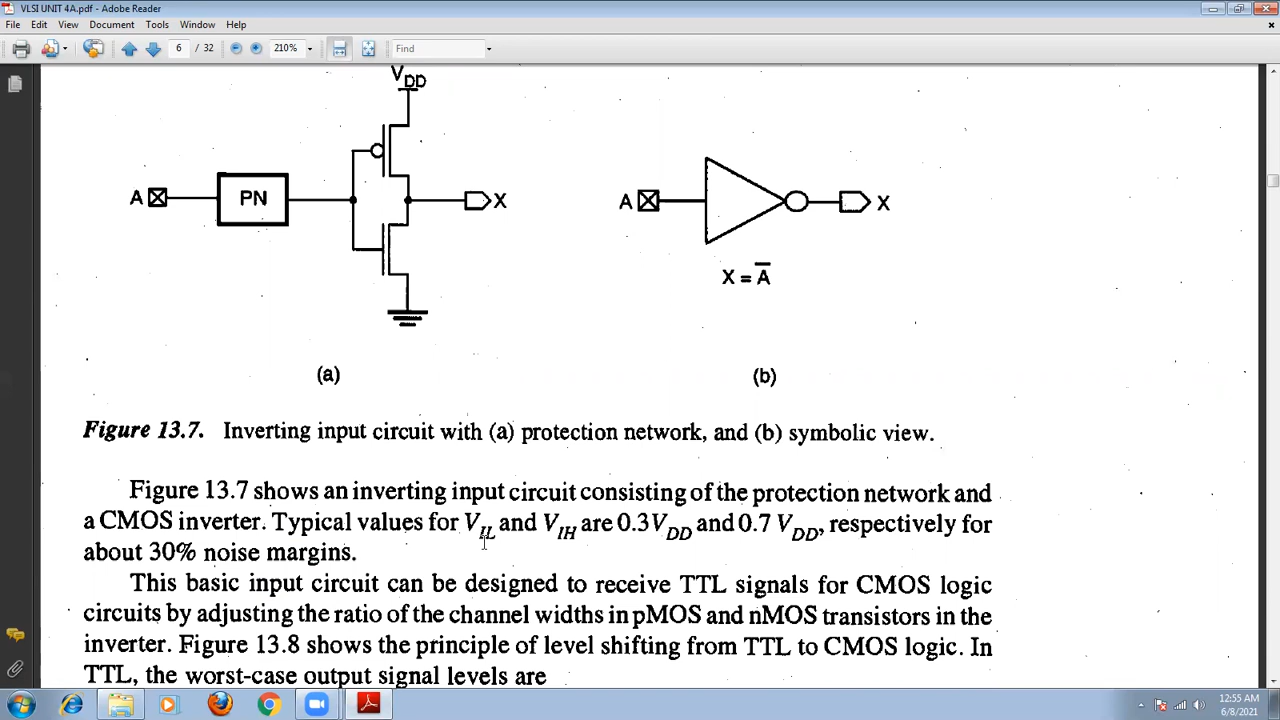 VLSI UNIT 4A.pdf - Adobe Reader
File Edit View Document Tools Window Help
6 / 32 210% Find
VDD
A PN X
A X
X = A̅
(a) (b)
Figure 13.7. Inverting input circuit with (a) protection network, and (b) symbolic view.
Figure 13.7 shows an inverting input circuit consisting of the protection network and
a CMOS inverter. Typical values for VIL and VIH are 0.3VDD and 0.7 VDD, respectively for
about 30% noise margins.
This basic input circuit can be designed to receive TTL signals for CMOS logic
circuits by adjusting the ratio of the channel widths in pMOS and nMOS transistors in the
inverter. Figure 13.8 shows the principle of level shifting from TTL to CMOS logic. In
TTL, the worst-case output signal levels are
12:55 AM
6/8/2021